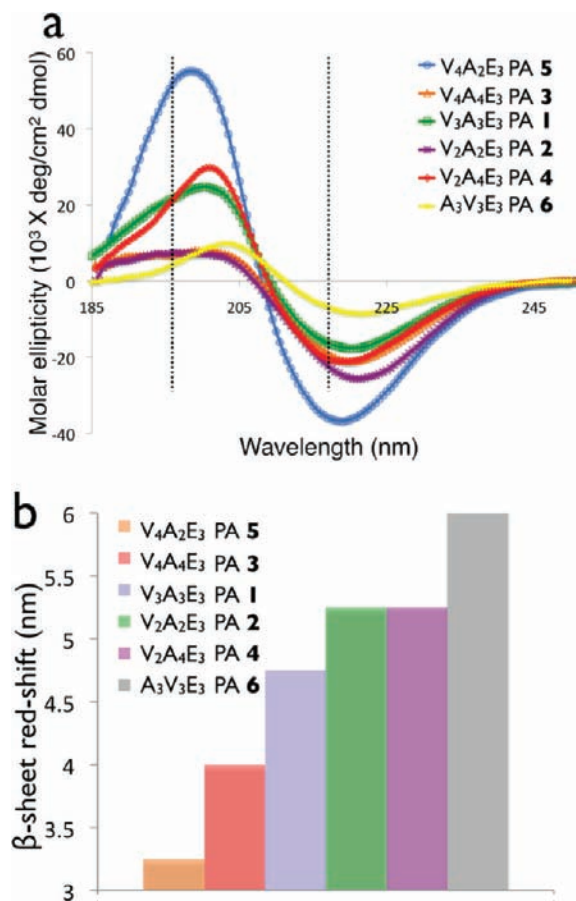 a
Molar ellipticity (10³ X deg/cm² dmol)
60
40
20
0
-20
-40
185
205
225
245
Wavelength (nm)
V₄A₂E₃ PA 5
V₄A₄E₃ PA 3
V₃A₃E₃ PA 1
V₂A₂E₃ PA 2
V₂A₄E₃ PA 4
A₃V₃E₃ PA 6
b
β-sheet red-shift (nm)
6
5.5
5
4.5
4
3.5
3
V₄A₂E₃ PA 5
V₄A₄E₃ PA 3
V₃A₃E₃ PA 1
V₂A₂E₃ PA 2
V₂A₄E₃ PA 4
A₃V₃E₃ PA 6